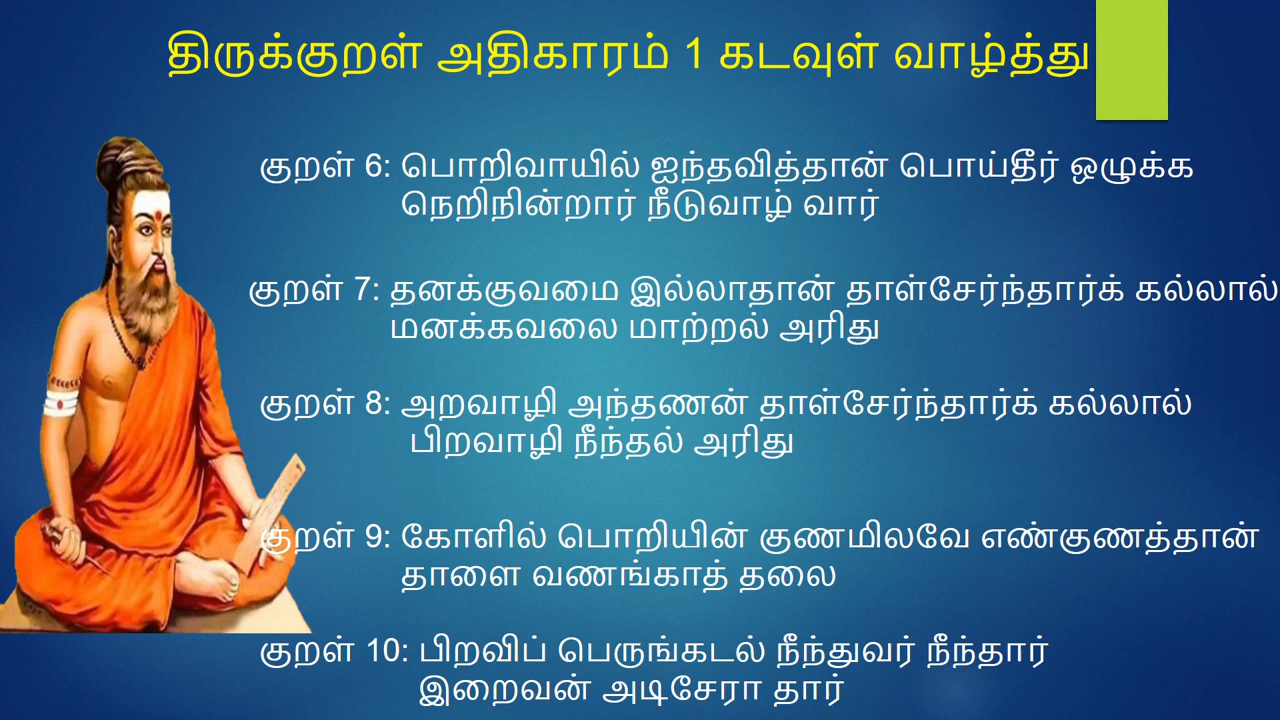 திருக்குறள் அதிகாரம் 1 கடவுள் வாழ்த்து
குறள் 6: பொறிவாயில் ஐந்தவித்தான் பொய்தீர் ஒழுக்க
நெறிநின்றார் நீடுவாழ் வார்
குறள் 7: தனக்குவமை இல்லாதான் தாள்சேர்ந்தார்க் கல்லால்
மனக்கவலை மாற்றல் அரிது
குறள் 8: அறவாழி அந்தணன் தாள்சேர்ந்தார்க் கல்லால்
பிறவாழி நீந்தல் அரிது
குறள் 9: கோளில் பொறியின் குணமிலவே எண்குணத்தான்
தாளை வணங்காத் தலை
குறள் 10: பிறவிப் பெருங்கடல் நீந்துவர் நீந்தார்
இறைவன் அடிசேரா தார்